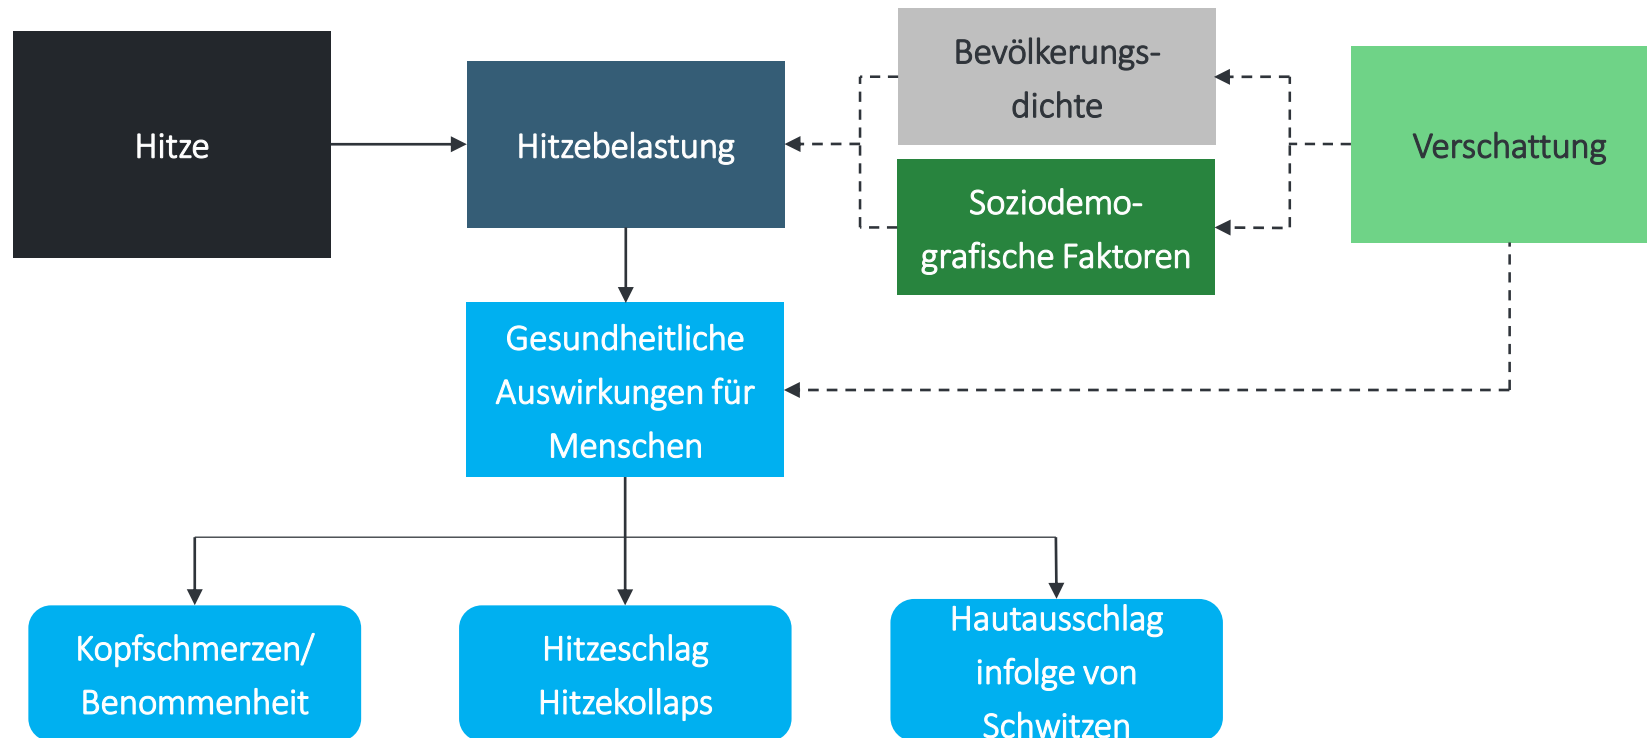 Hitze
Hitzebelastung
Bevölkerungs-
dichte
Soziodemo-
grafische Faktoren
Verschattung
Gesundheitliche
Auswirkungen für
Menschen
Kopfschmerzen/
Benommenheit
Hitzeschlag
Hitzekollaps
Hautausschlag
infolge von
Schwitzen